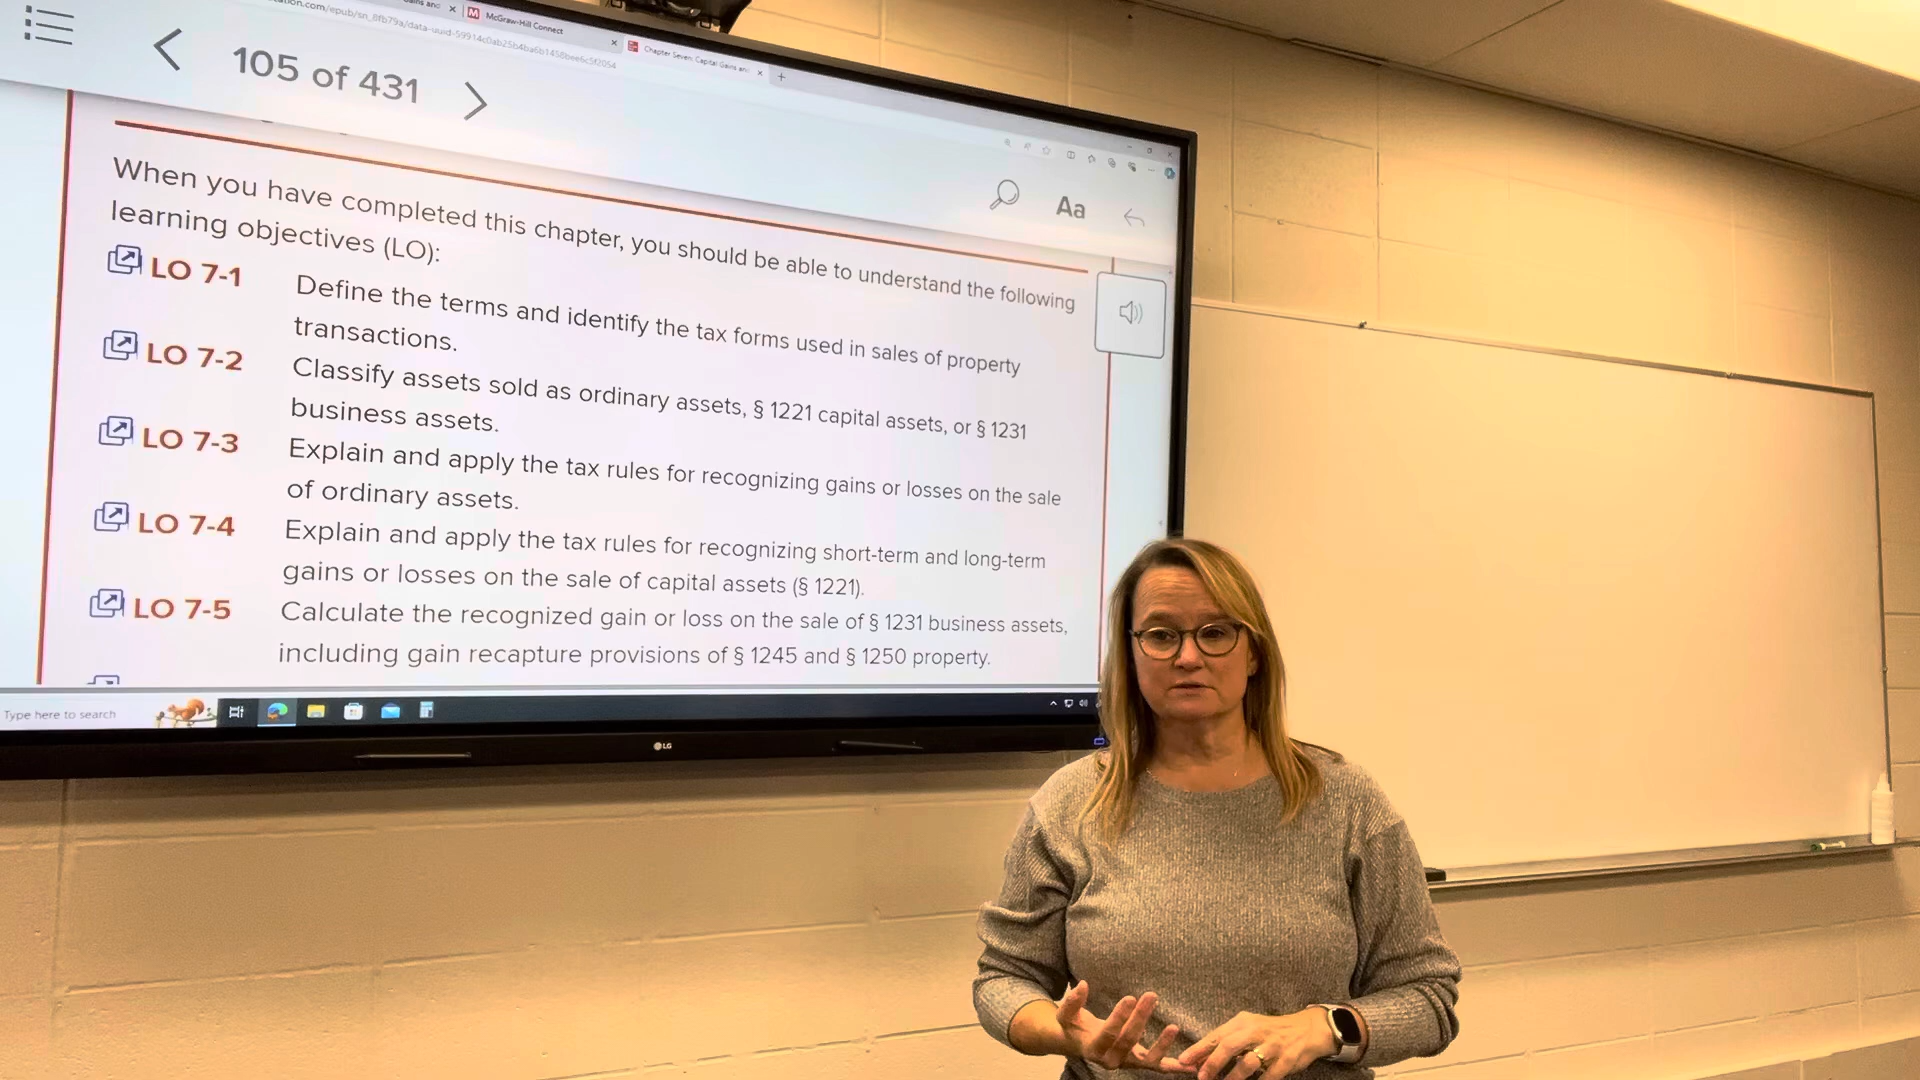 McGraw-Hill Connect
Chapter Seven: Capital Gains an
105 of 431
Aa
When you have completed this chapter, you should be able to understand the following
learning objectives (LO):
LO 7-1 Define the terms and identify the tax forms used in sales of property
transactions.
LO 7-2 Classify assets sold as ordinary assets, § 1221 capital assets, or § 1231
business assets.
LO 7-3 Explain and apply the tax rules for recognizing gains or losses on the sale
of ordinary assets.
LO 7-4 Explain and apply the tax rules for recognizing short-term and long-term
gains or losses on the sale of capital assets (§ 1221).
LO 7-5 Calculate the recognized gain or loss on the sale of § 1231 business assets,
including gain recapture provisions of § 1245 and § 1250 property.
Type here to search
LG